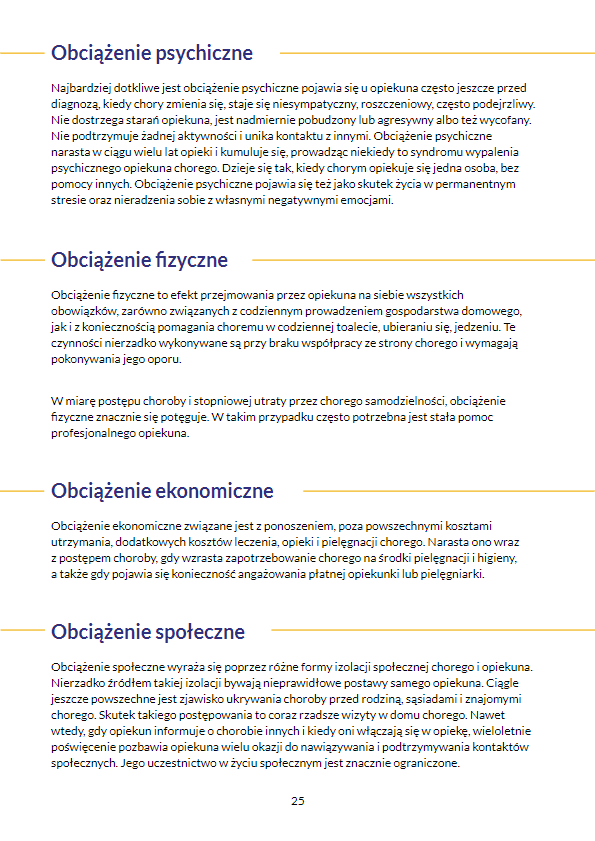 Obciążenie psychiczne
Najbardziej dotkliwe jest obciążenie psychiczne pojawia się u opiekuna często jeszcze przed
diagnozą, kiedy chory zmienia się, staje się niesympatyczny, roszczeniowy, często podejrzliwy.
Nie dostrzega starań opiekuna, jest nadmiernie pobudzony lub agresywny albo też wycofany.
Nie podtrzymuje żadnej aktywności i unika kontaktu z innymi. Obciążenie psychiczne
narasta w ciągu wielu lat opieki i kumuluje się, prowadząc niekiedy to syndromu wypalenia
psychicznego opiekuna chorego. Dzieje się tak, kiedy chorym opiekuje się jedna osoba, bez
pomocy innych. Obciążenie psychiczne pojawia się też jako skutek życia w permanentnym
stresie oraz nieradzenia sobie z własnymi negatywnymi emocjami.
Obciążenie fizyczne
Obciążenie fizyczne to efekt przejmowania przez opiekuna na siebie wszystkich
obowiązków, zarówno związanych z codziennym prowadzeniem gospodarstwa domowego,
jak i z koniecznością pomagania choremu w codziennej toalecie, ubieraniu się, jedzeniu. Te
czynności nierzadko wykonywane są przy braku współpracy ze strony chorego i wymagają
pokonywania jego oporu.
W miarę postępu choroby i stopniowej utraty przez chorego samodzielności, obciążenie
fizyczne znacznie się potęguje. W takim przypadku często potrzebna jest stała pomoc
profesjonalnego opiekuna.
Obciążenie ekonomiczne
Obciążenie ekonomiczne związane jest z ponoszeniem, poza powszechnymi kosztami
utrzymania, dodatkowych kosztów leczenia, opieki i pielęgnacji chorego. Narasta ono wraz
z postępem choroby, gdy wzrasta zapotrzebowanie chorego na środki pielęgnacji i higieny,
a także gdy pojawia się konieczność angażowania płatnej opiekunki lub pielęgniarki.
Obciążenie społeczne
Obciążenie społeczne wyraża się poprzez różne formy izolacji społecznej chorego i opiekuna.
Nierzadko źródłem takiej izolacji bywają nieprawidłowe postawy samego opiekuna. Ciągle
jeszcze powszechne jest zjawisko ukrywania choroby przed rodziną, sąsiadami i znajomymi
chorego. Skutek takiego postępowania to coraz rzadsze wizyty w domu chorego. Nawet
wtedy, gdy opiekun informuje o chorobie innych i kiedy oni włączają się w opiekę, wieloletnie
poświęcenie pozbawia opiekuna wielu okazji do nawiązywania i podtrzymywania kontaktów
społecznych. Jego uczestnictwo w życiu społecznym jest znacznie ograniczone.
25